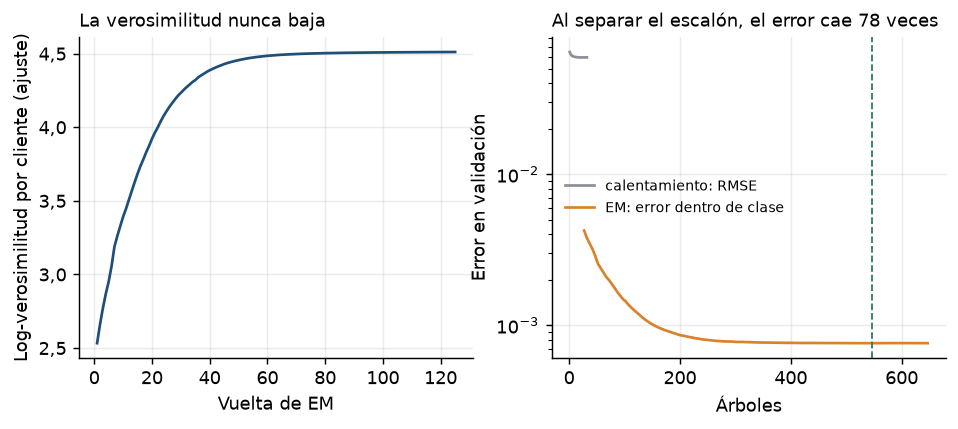 La verosimilitud nunca baja
Log-verosimilitud por cliente (ajuste)
4,5
4,0
3,5
3,0
2,5
0 20 40 60 80 100 120
Vuelta de EM
Al separar el escalón, el error cae 78 veces
Error en validación
10⁻²
10⁻³
calentamiento: RMSE
EM: error dentro de clase
0 200 400 600
Árboles